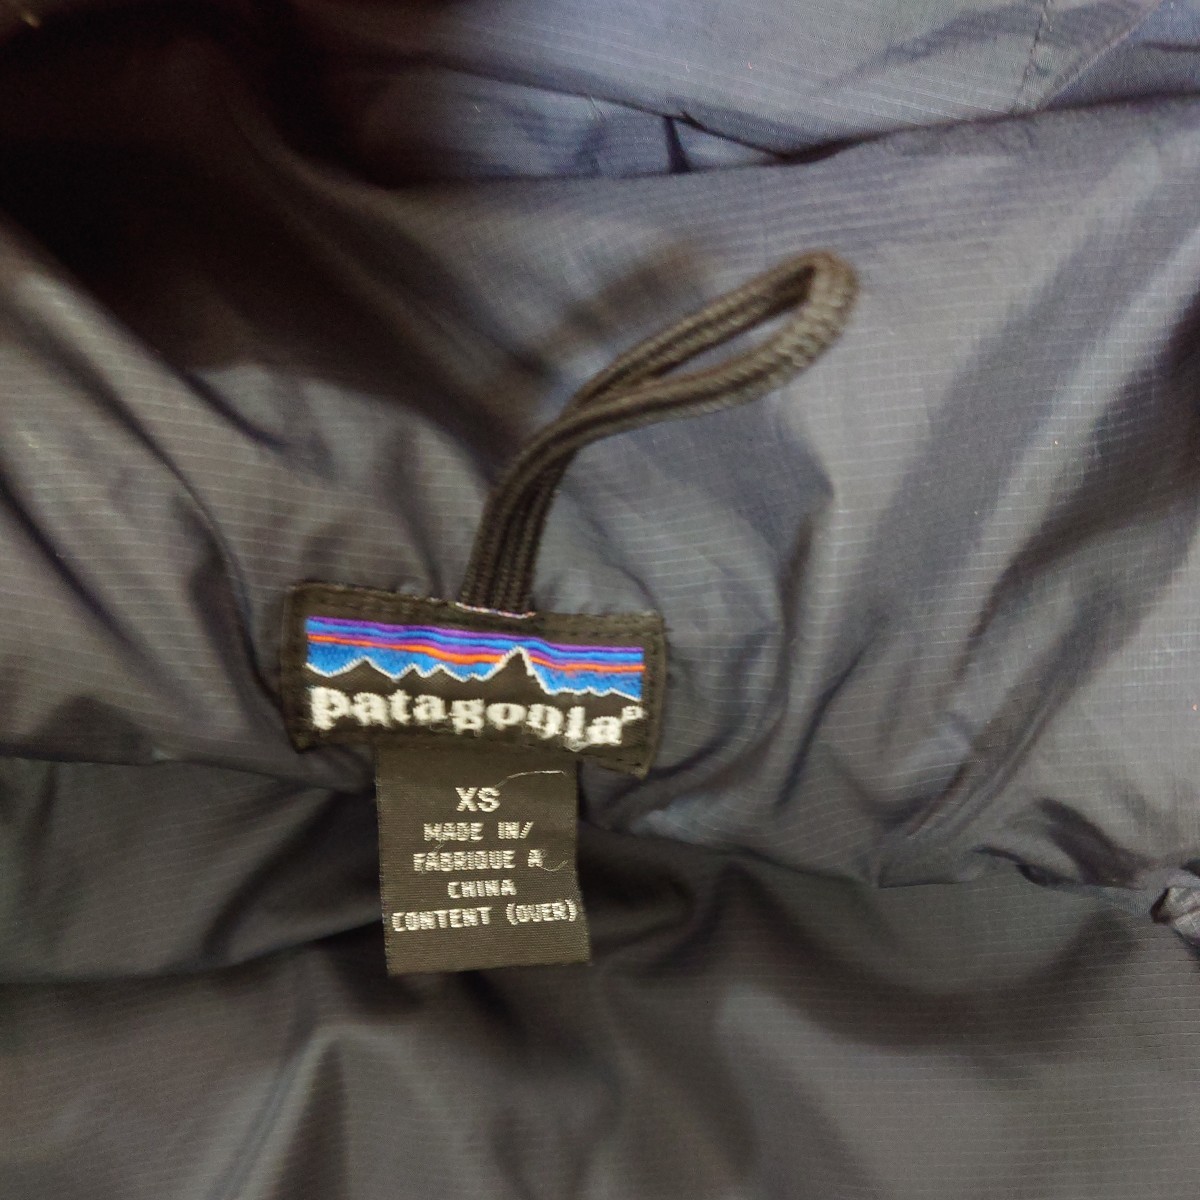 patagonia®
XS
MADE IN/
FABRIQUE A
CHINA
CONTENT (OVER)